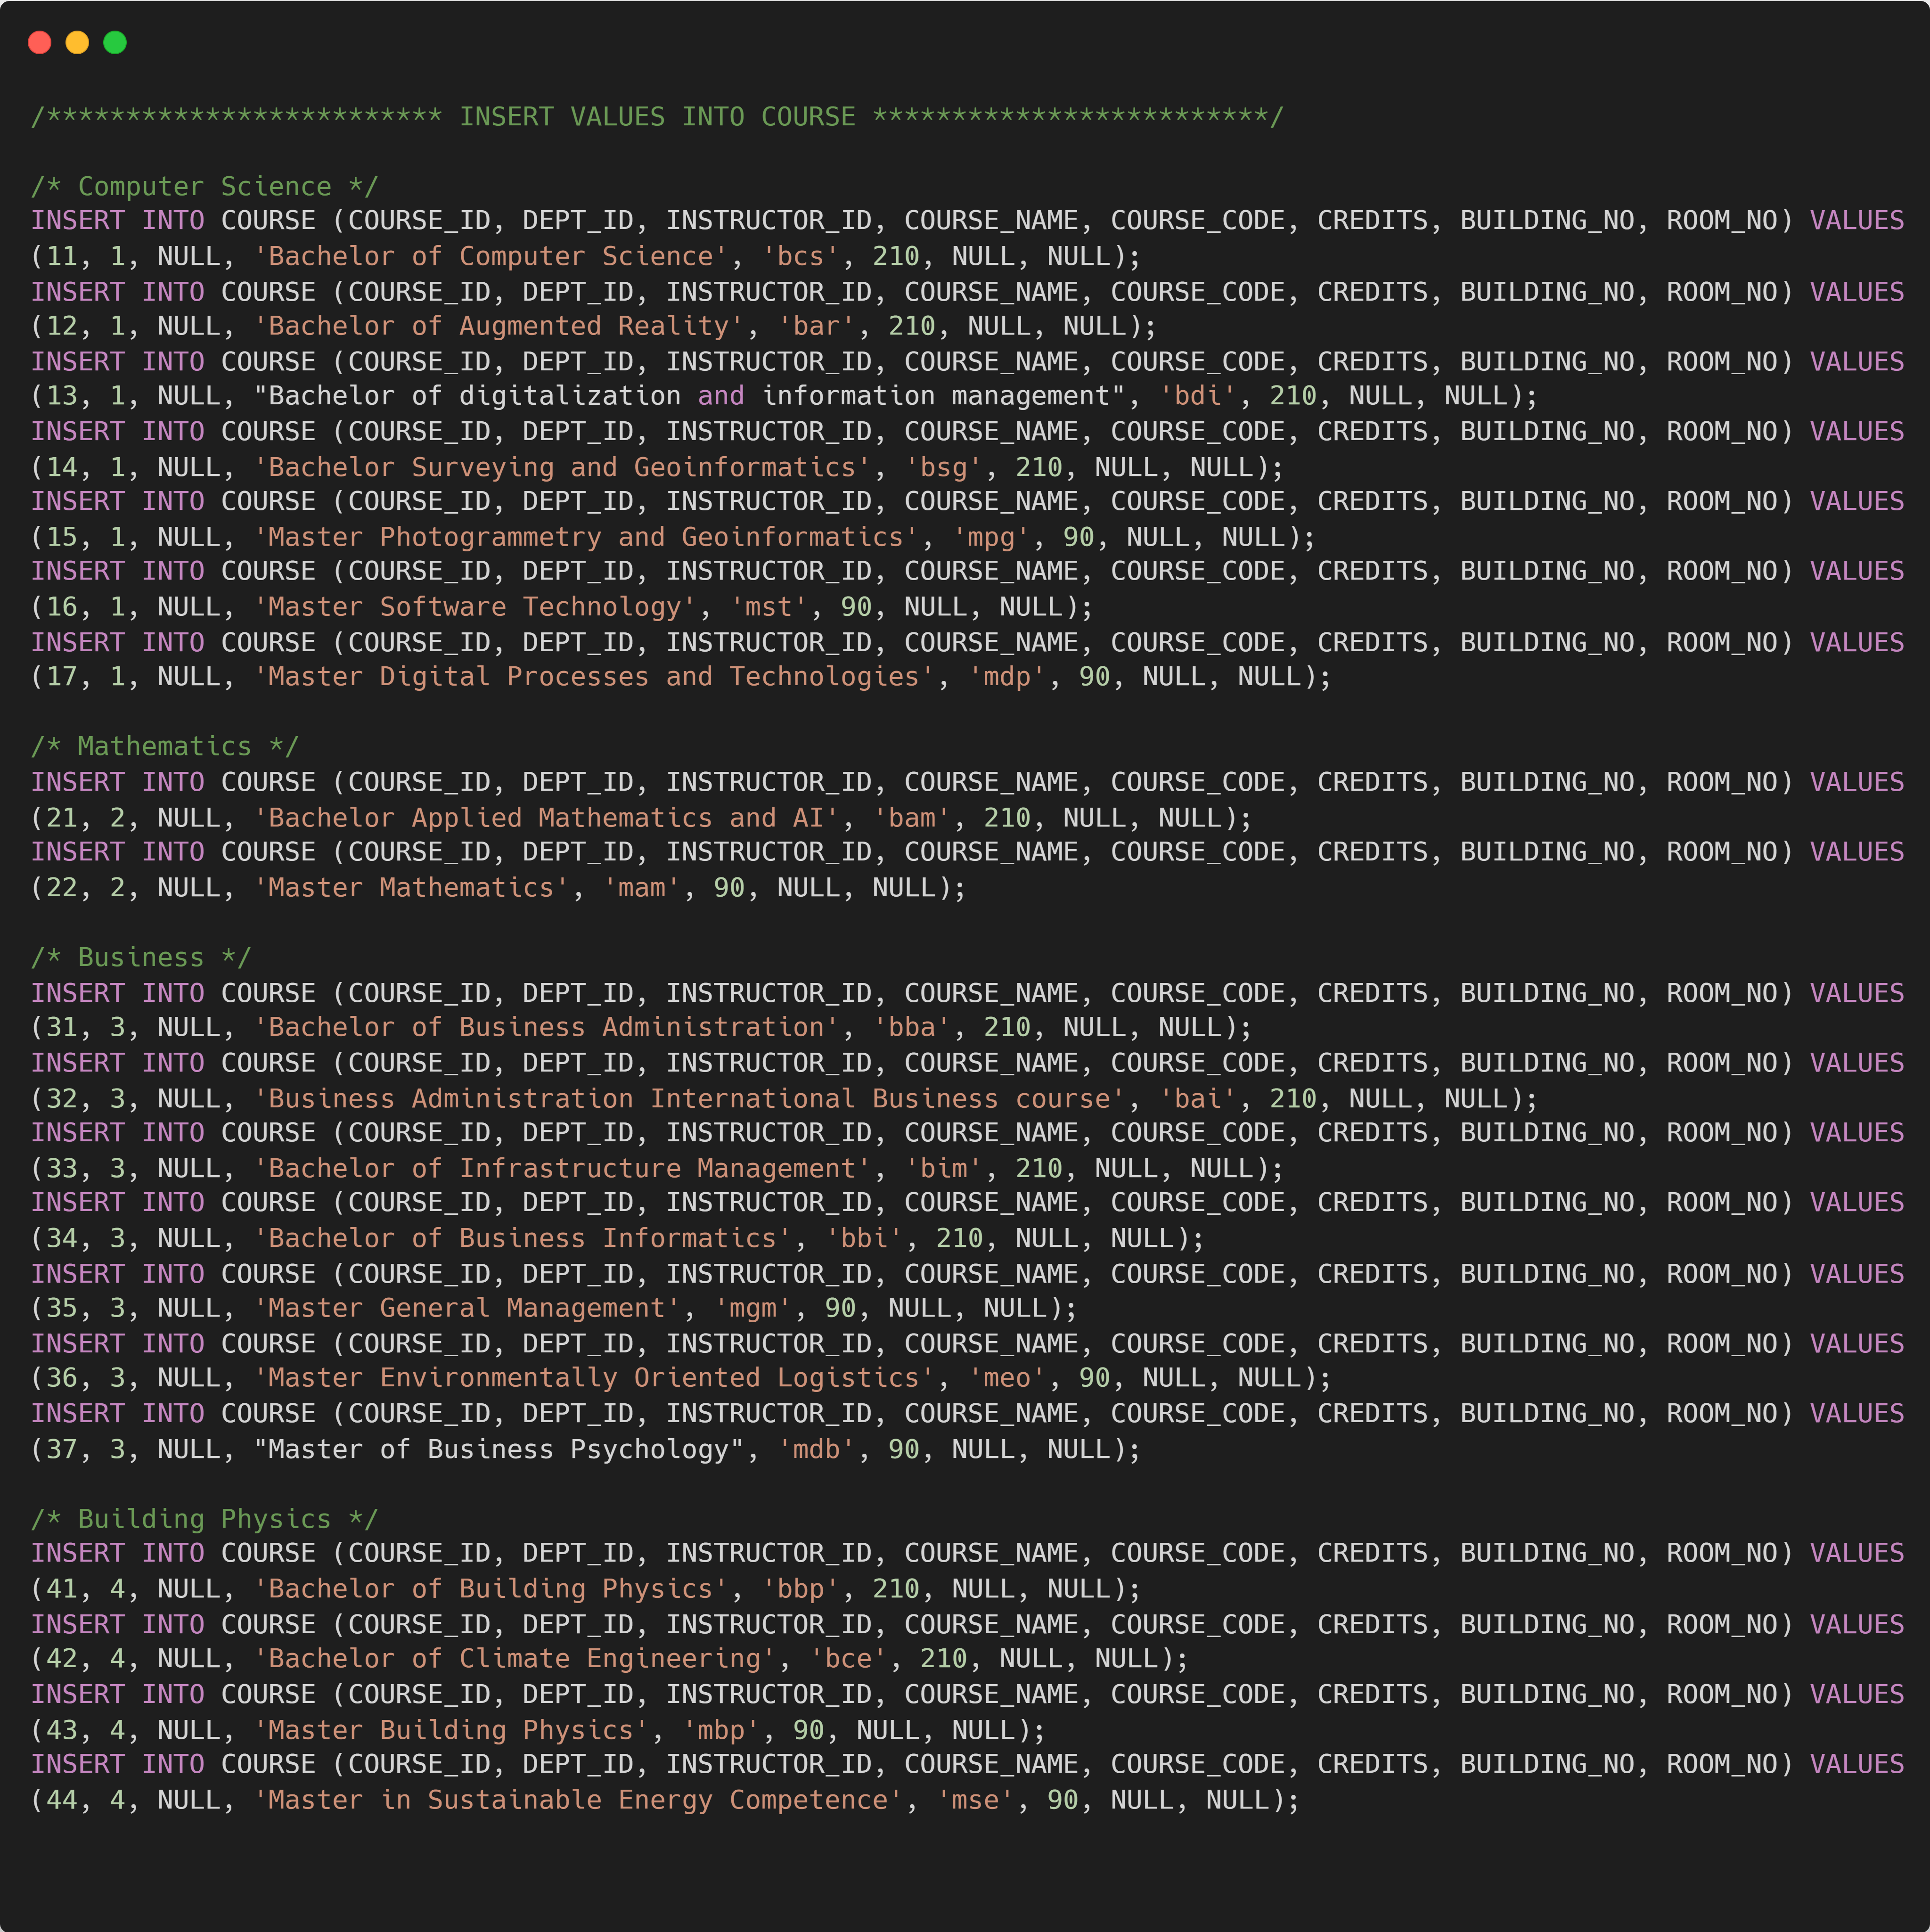 /************************* INSERT VALUES INTO COURSE *************************/
/* Computer Science */
INSERT INTO COURSE (COURSE_ID, DEPT_ID, INSTRUCTOR_ID, COURSE_NAME, COURSE_CODE, CREDITS, BUILDING_NO, ROOM_NO) VALUES
(11, 1, NULL, 'Bachelor of Computer Science', 'bcs', 210, NULL, NULL);
INSERT INTO COURSE (COURSE_ID, DEPT_ID, INSTRUCTOR_ID, COURSE_NAME, COURSE_CODE, CREDITS, BUILDING_NO, ROOM_NO) VALUES
(12, 1, NULL, 'Bachelor of Augmented Reality', 'bar', 210, NULL, NULL);
INSERT INTO COURSE (COURSE_ID, DEPT_ID, INSTRUCTOR_ID, COURSE_NAME, COURSE_CODE, CREDITS, BUILDING_NO, ROOM_NO) VALUES
(13, 1, NULL, "Bachelor of digitalization and information management", 'bdi', 210, NULL, NULL);
INSERT INTO COURSE (COURSE_ID, DEPT_ID, INSTRUCTOR_ID, COURSE_NAME, COURSE_CODE, CREDITS, BUILDING_NO, ROOM_NO) VALUES
(14, 1, NULL, 'Bachelor Surveying and Geoinformatics', 'bsg', 210, NULL, NULL);
INSERT INTO COURSE (COURSE_ID, DEPT_ID, INSTRUCTOR_ID, COURSE_NAME, COURSE_CODE, CREDITS, BUILDING_NO, ROOM_NO) VALUES
(15, 1, NULL, 'Master Photogrammetry and Geoinformatics', 'mpg', 90, NULL, NULL);
INSERT INTO COURSE (COURSE_ID, DEPT_ID, INSTRUCTOR_ID, COURSE_NAME, COURSE_CODE, CREDITS, BUILDING_NO, ROOM_NO) VALUES
(16, 1, NULL, 'Master Software Technology', 'mst', 90, NULL, NULL);
INSERT INTO COURSE (COURSE_ID, DEPT_ID, INSTRUCTOR_ID, COURSE_NAME, COURSE_CODE, CREDITS, BUILDING_NO, ROOM_NO) VALUES
(17, 1, NULL, 'Master Digital Processes and Technologies', 'mdp', 90, NULL, NULL);
/* Mathematics */
INSERT INTO COURSE (COURSE_ID, DEPT_ID, INSTRUCTOR_ID, COURSE_NAME, COURSE_CODE, CREDITS, BUILDING_NO, ROOM_NO) VALUES
(21, 2, NULL, 'Bachelor Applied Mathematics and AI', 'bam', 210, NULL, NULL);
INSERT INTO COURSE (COURSE_ID, DEPT_ID, INSTRUCTOR_ID, COURSE_NAME, COURSE_CODE, CREDITS, BUILDING_NO, ROOM_NO) VALUES
(22, 2, NULL, 'Master Mathematics', 'mam', 90, NULL, NULL);
/* Business */
INSERT INTO COURSE (COURSE_ID, DEPT_ID, INSTRUCTOR_ID, COURSE_NAME, COURSE_CODE, CREDITS, BUILDING_NO, ROOM_NO) VALUES
(31, 3, NULL, 'Bachelor of Business Administration', 'bba', 210, NULL, NULL);
INSERT INTO COURSE (COURSE_ID, DEPT_ID, INSTRUCTOR_ID, COURSE_NAME, COURSE_CODE, CREDITS, BUILDING_NO, ROOM_NO) VALUES
(32, 3, NULL, 'Business Administration International Business course', 'bai', 210, NULL, NULL);
INSERT INTO COURSE (COURSE_ID, DEPT_ID, INSTRUCTOR_ID, COURSE_NAME, COURSE_CODE, CREDITS, BUILDING_NO, ROOM_NO) VALUES
(33, 3, NULL, 'Bachelor of Infrastructure Management', 'bim', 210, NULL, NULL);
INSERT INTO COURSE (COURSE_ID, DEPT_ID, INSTRUCTOR_ID, COURSE_NAME, COURSE_CODE, CREDITS, BUILDING_NO, ROOM_NO) VALUES
(34, 3, NULL, 'Bachelor of Business Informatics', 'bbi', 210, NULL, NULL);
INSERT INTO COURSE (COURSE_ID, DEPT_ID, INSTRUCTOR_ID, COURSE_NAME, COURSE_CODE, CREDITS, BUILDING_NO, ROOM_NO) VALUES
(35, 3, NULL, 'Master General Management', 'mgm', 90, NULL, NULL);
INSERT INTO COURSE (COURSE_ID, DEPT_ID, INSTRUCTOR_ID, COURSE_NAME, COURSE_CODE, CREDITS, BUILDING_NO, ROOM_NO) VALUES
(36, 3, NULL, 'Master Environmentally Oriented Logistics', 'meo', 90, NULL, NULL);
INSERT INTO COURSE (COURSE_ID, DEPT_ID, INSTRUCTOR_ID, COURSE_NAME, COURSE_CODE, CREDITS, BUILDING_NO, ROOM_NO) VALUES
(37, 3, NULL, "Master of Business Psychology", 'mdb', 90, NULL, NULL);
/* Building Physics */
INSERT INTO COURSE (COURSE_ID, DEPT_ID, INSTRUCTOR_ID, COURSE_NAME, COURSE_CODE, CREDITS, BUILDING_NO, ROOM_NO) VALUES
(41, 4, NULL, 'Bachelor of Building Physics', 'bbp', 210, NULL, NULL);
INSERT INTO COURSE (COURSE_ID, DEPT_ID, INSTRUCTOR_ID, COURSE_NAME, COURSE_CODE, CREDITS, BUILDING_NO, ROOM_NO) VALUES
(42, 4, NULL, 'Bachelor of Climate Engineering', 'bce', 210, NULL, NULL);
INSERT INTO COURSE (COURSE_ID, DEPT_ID, INSTRUCTOR_ID, COURSE_NAME, COURSE_CODE, CREDITS, BUILDING_NO, ROOM_NO) VALUES
(43, 4, NULL, 'Master Building Physics', 'mbp', 90, NULL, NULL);
INSERT INTO COURSE (COURSE_ID, DEPT_ID, INSTRUCTOR_ID, COURSE_NAME, COURSE_CODE, CREDITS, BUILDING_NO, ROOM_NO) VALUES
(44, 4, NULL, 'Master in Sustainable Energy Competence', 'mse', 90, NULL, NULL);